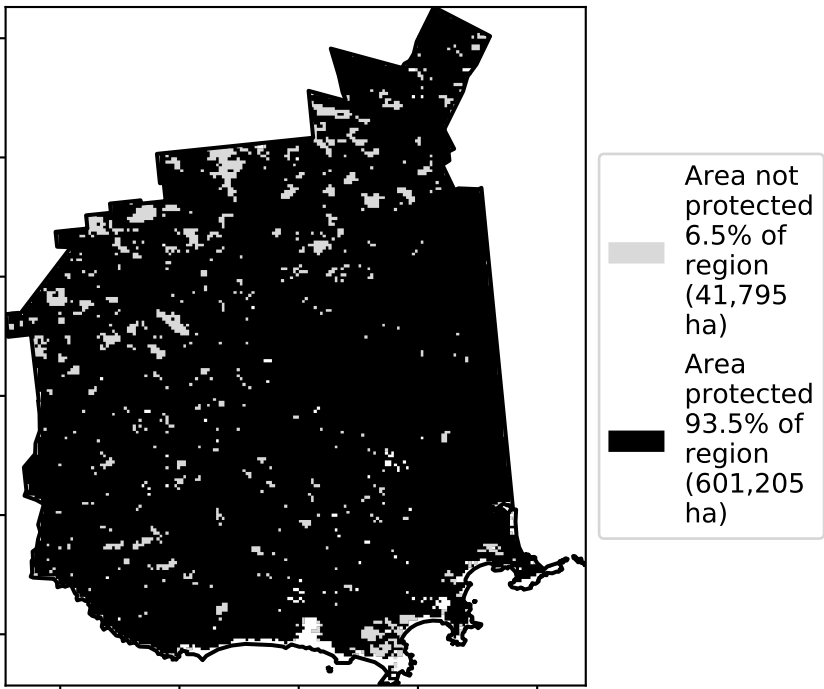 Area not
protected
6.5% of
region
(41,795
ha)
Area
protected
93.5% of
region
(601,205
ha)